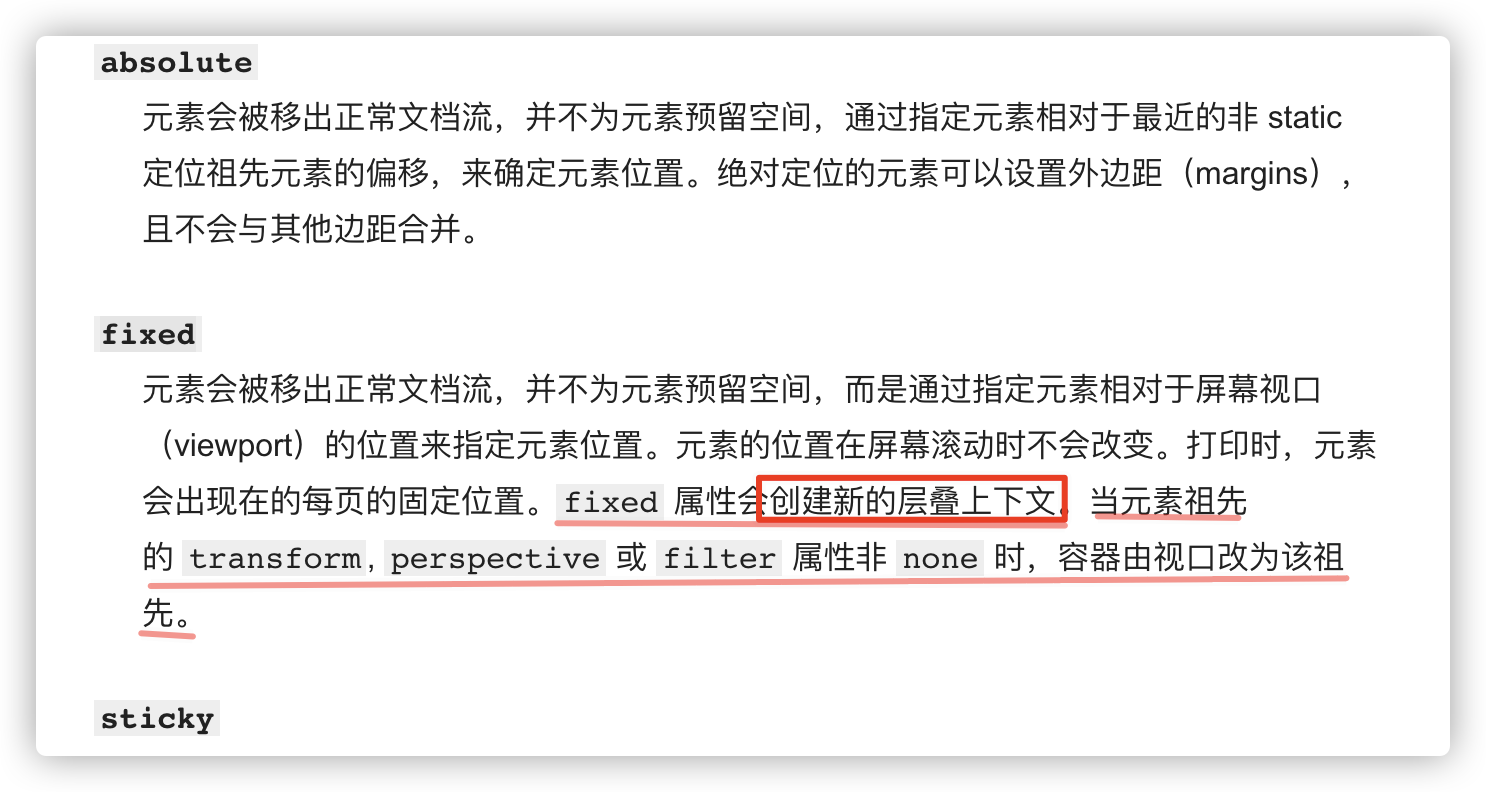 absolute
元素会被移出正常文档流，并不为元素预留空间，通过指定元素相对于最近的非 static
定位祖先元素的偏移，来确定元素位置。绝对定位的元素可以设置外边距（margins），
且不会与其他边距合并。
fixed
元素会被移出正常文档流，并不为元素预留空间，而是通过指定元素相对于屏幕视口
（viewport）的位置来指定元素位置。元素的位置在屏幕滚动时不会改变。打印时，元素
会出现在的每页的固定位置。fixed 属性会创建新的层叠上下文。当元素祖先
的 transform, perspective 或 filter 属性非 none 时，容器由视口改为该祖
先。
sticky